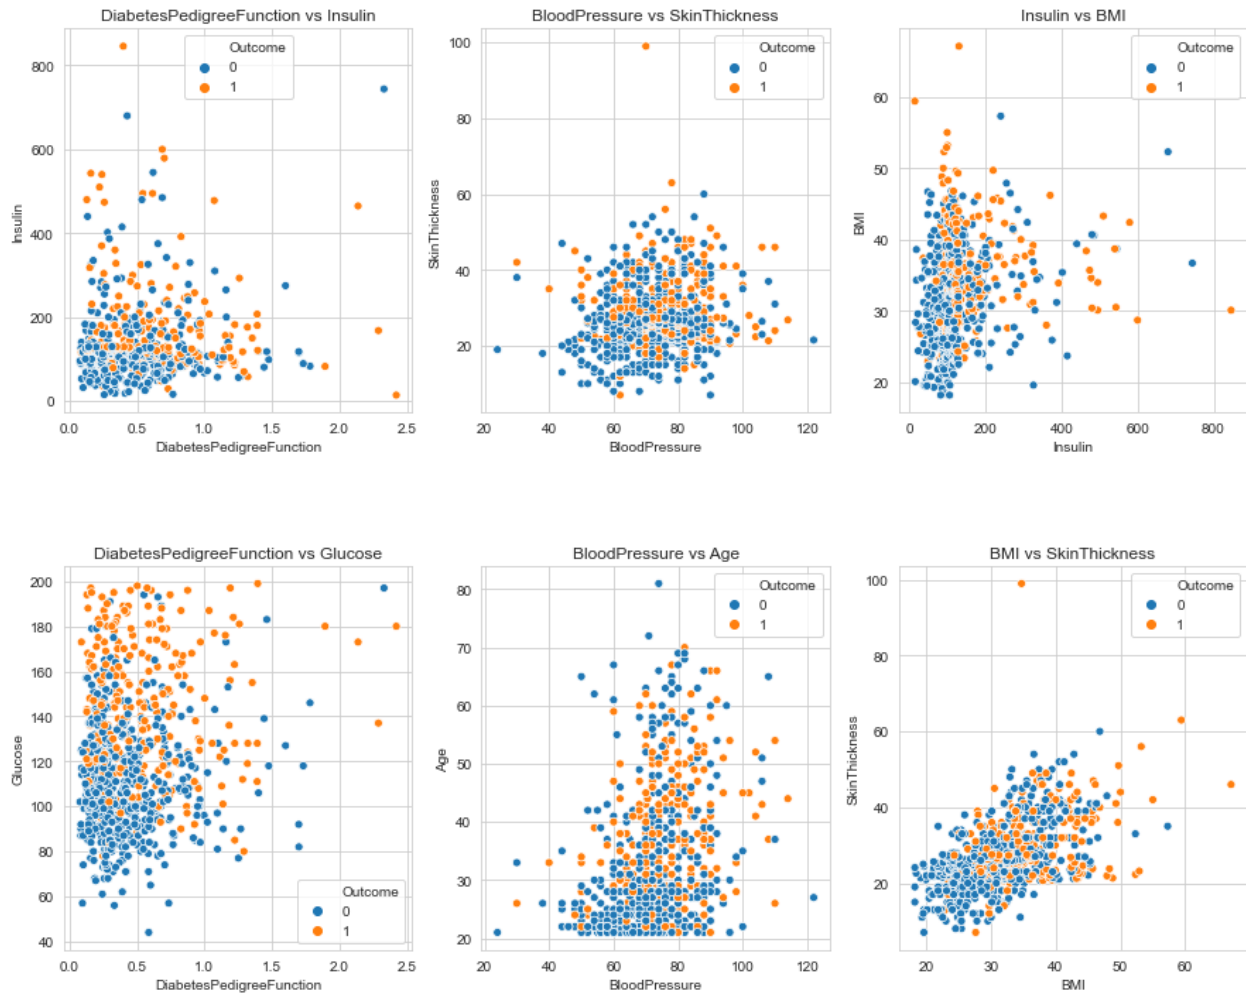 DiabetesPedigreeFunction vs Insulin
Outcome
0
1
800
600
400
200
0
Insulin
0.0 0.5 1.0 1.5 2.0 2.5
DiabetesPedigreeFunction
BloodPressure vs SkinThickness
Outcome
0
1
100
80
60
40
20
SkinThickness
20 40 60 80 100 120
BloodPressure
Insulin vs BMI
Outcome
0
1
60
50
40
30
20
BMI
0 200 400 600 800
Insulin
DiabetesPedigreeFunction vs Glucose
200
180
160
140
120
100
80
60
40
Glucose
Outcome
0
1
0.0 0.5 1.0 1.5 2.0 2.5
DiabetesPedigreeFunction
BloodPressure vs Age
Outcome
0
1
80
70
60
50
40
30
20
Age
20 40 60 80 100 120
BloodPressure
BMI vs SkinThickness
Outcome
0
1
100
80
60
40
20
SkinThickness
20 30 40 50 60
BMI